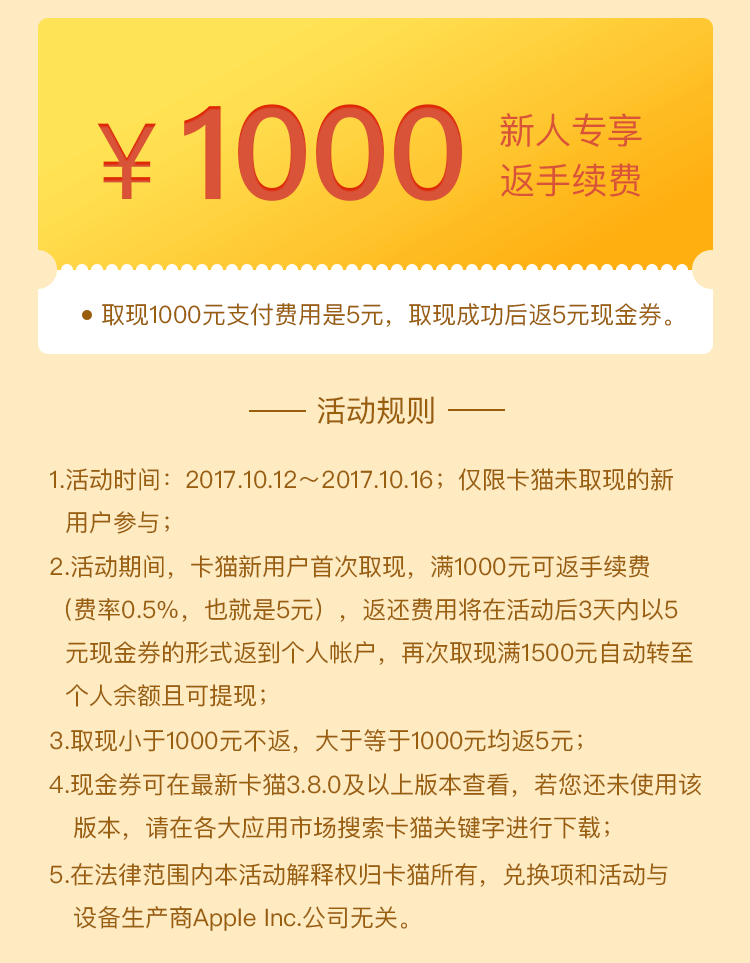 ¥1000
新人专享
返手续费
• 取现1000元支付费用是5元，取现成功后返5元现金券。
活动规则
1.活动时间：2017.10.12～2017.10.16；仅限卡猫未取现的新
用户参与；
2.活动期间，卡猫新用户首次取现，满1000元可返手续费
（费率0.5%，也就是5元），返还费用将在活动后3天内以5
元现金券的形式返到个人帐户，再次取现满1500元自动转至
个人余额且可提现；
3.取现小于1000元不返，大于等于1000元均返5元；
4.现金券可在最新卡猫3.8.0及以上版本查看，若您还未使用该
版本，请在各大应用市场搜索卡猫关键字进行下载；
5.在法律范围内本活动解释权归卡猫所有，兑换项和活动与
设备生产商Apple Inc.公司无关。